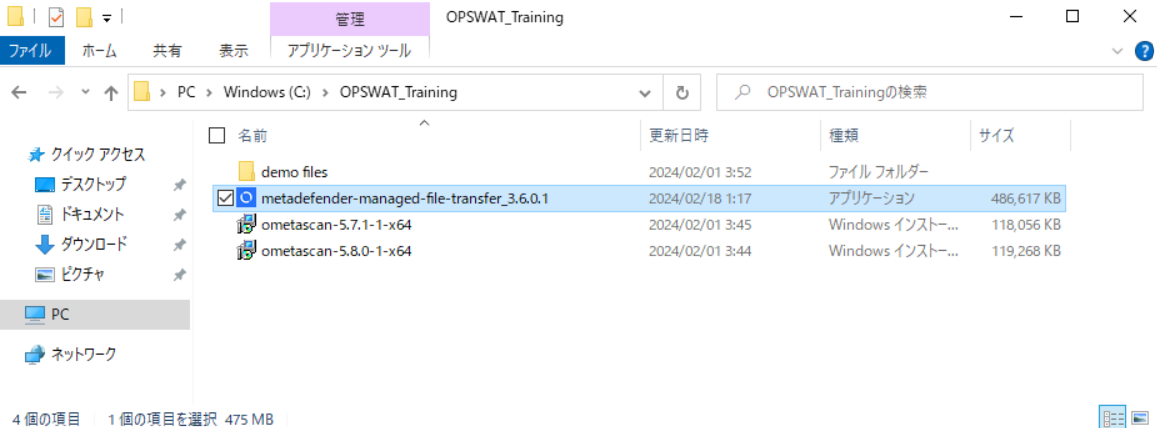 管理 OPSWAT_Training
ファイル ホーム 共有 表示 アプリケーション ツール
PC Windows (C:) OPSWAT_Training OPSWAT_Trainingの検索
名前 更新日時 種類 サイズ
クイック アクセス
デスクトップ
ドキュメント
ダウンロード
ピクチャ
PC
ネットワーク
demo files 2024/02/01 3:52 ファイル フォルダー
metadefender-managed-file-transfer_3.6.0.1 2024/02/18 1:17 アプリケーション 486,617 KB
ometascan-5.7.1-1-x64 2024/02/01 3:45 Windows インストー... 118,056 KB
ometascan-5.8.0-1-x64 2024/02/01 3:44 Windows インストー... 119,268 KB
4 個の項目 1 個の項目を選択 475 MB